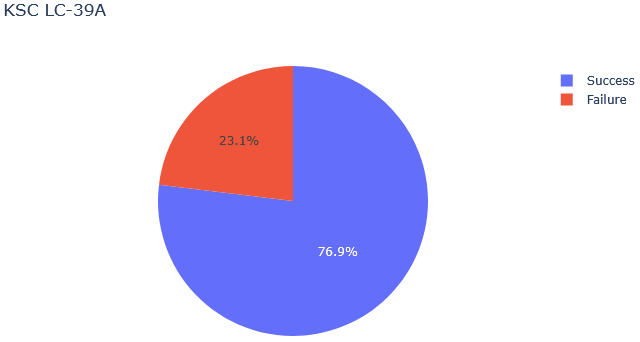 KSC LC-39A
Success
Failure
23.1%
76.9%